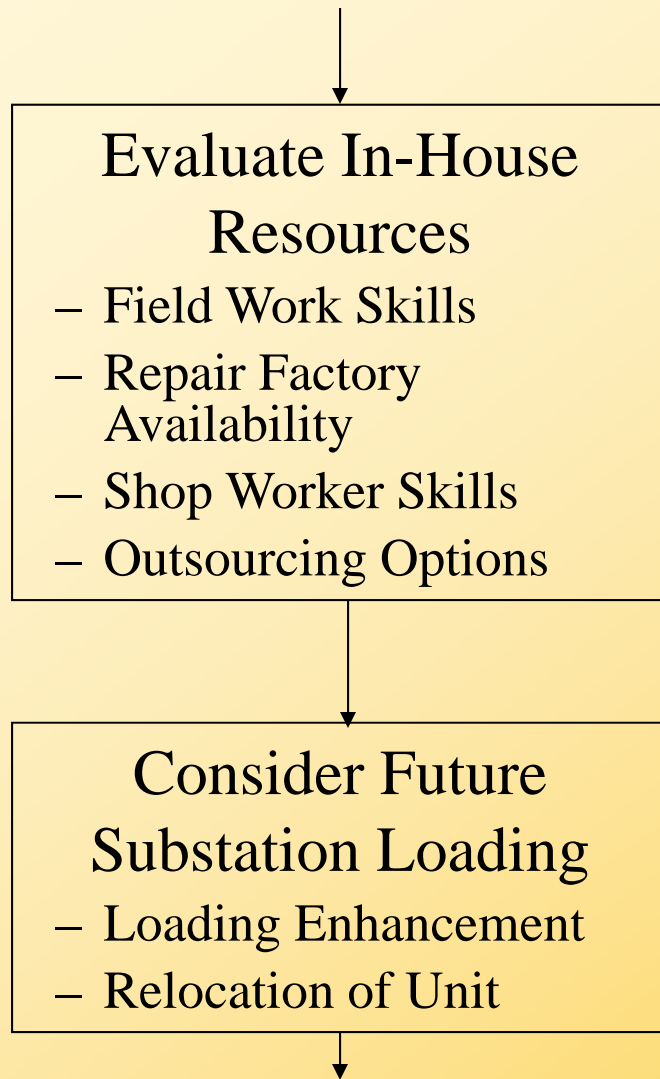 Evaluate In-House
Resources
– Field Work Skills
– Repair Factory
Availability
– Shop Worker Skills
– Outsourcing Options
Consider Future
Substation Loading
– Loading Enhancement
– Relocation of Unit